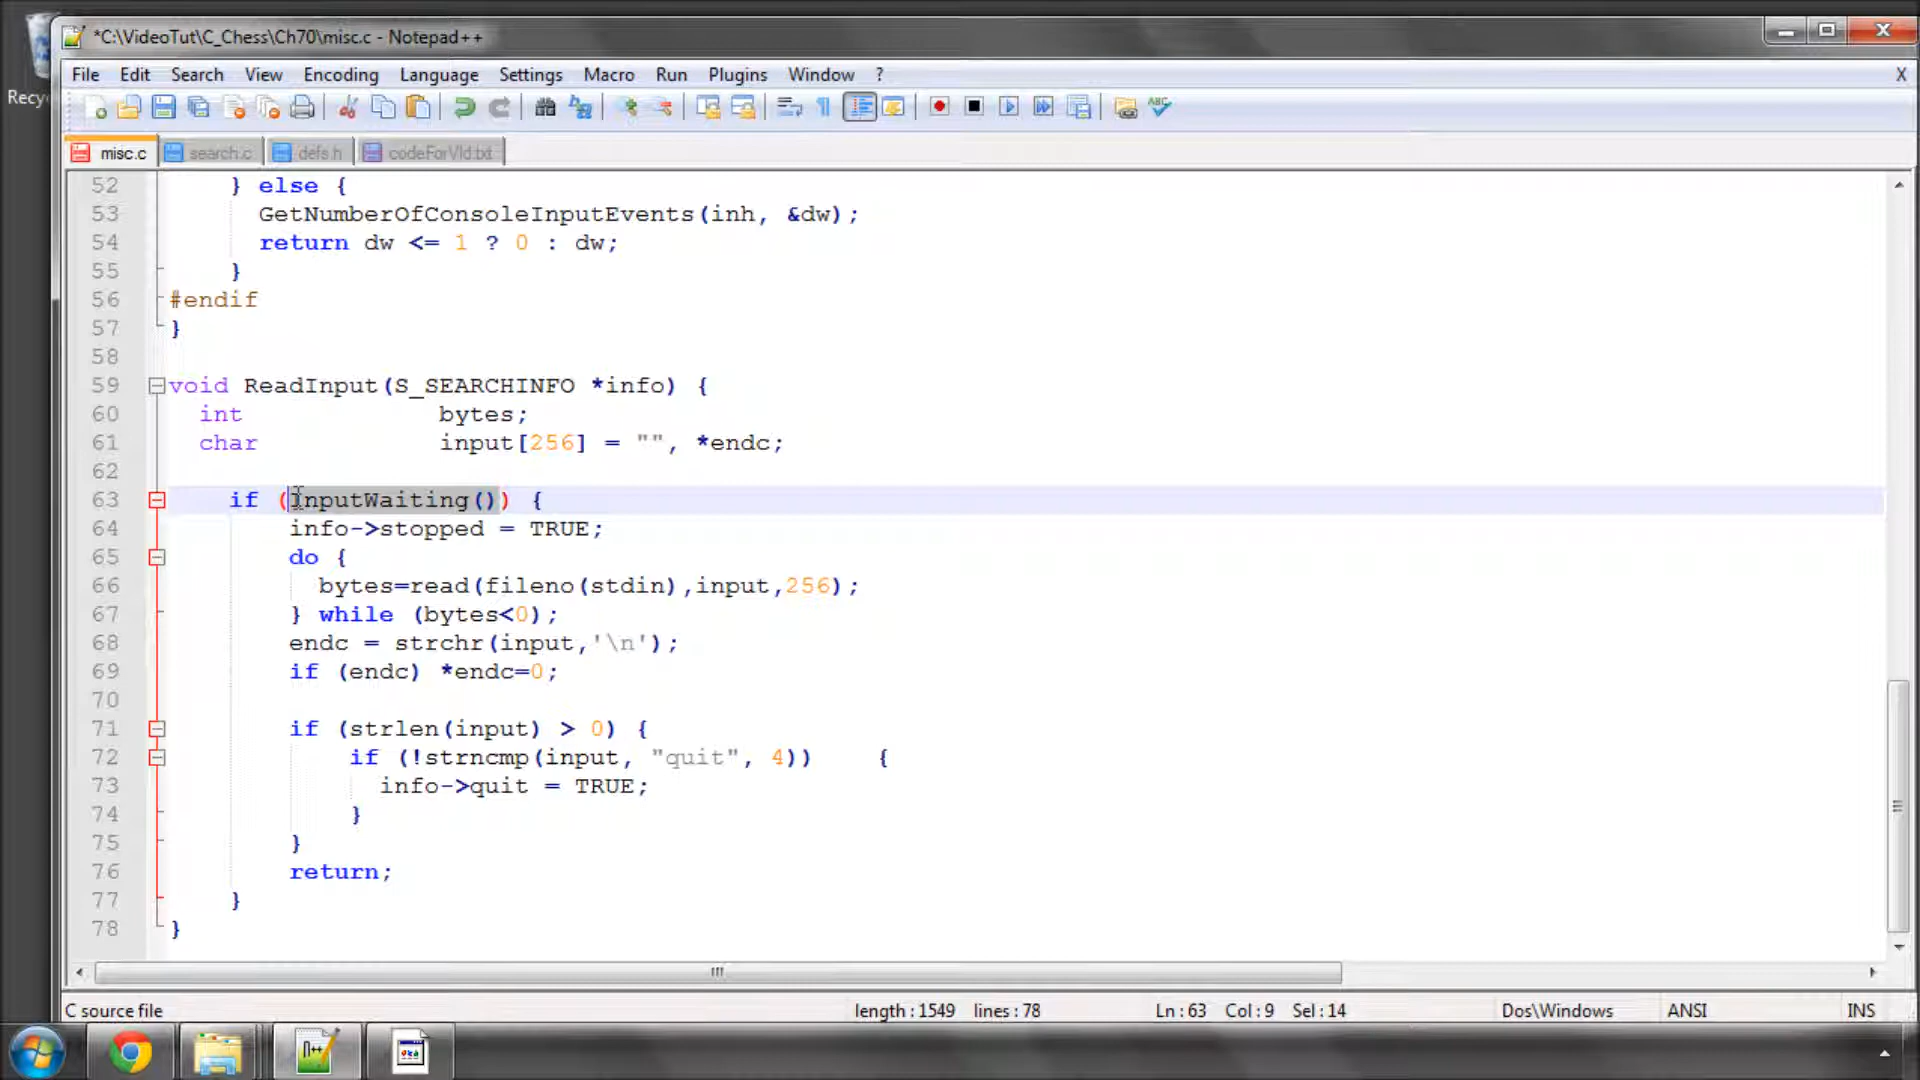 *C:\VideoTut\C_Chess\Ch70\misc.c - Notepad++
File Edit Search View Encoding Language Settings Macro Run Plugins Window ? X
Recy
misc.c search.c defs.h codeForVid.txt
52 } else {
53 GetNumberOfConsoleInputEvents(inh, &dw);
54 return dw <= 1 ? 0 : dw;
55 }
56 #endif
57 }
58
59 void ReadInput(S_SEARCHINFO *info) {
60 int bytes;
61 char input[256] = "", *endc;
62
63 if (InputWaiting()) {
64 info->stopped = TRUE;
65 do {
66 bytes=read(fileno(stdin),input,256);
67 } while (bytes<0);
68 endc = strchr(input,'\n');
69 if (endc) *endc=0;
70
71 if (strlen(input) > 0) {
72 if (!strncmp(input, "quit", 4)) {
73 info->quit = TRUE;
74 }
75 }
76 return;
77 }
78 }
C source file length : 1549 lines : 78 Ln : 63 Col : 9 Sel : 14 Dos\Windows ANSI INS